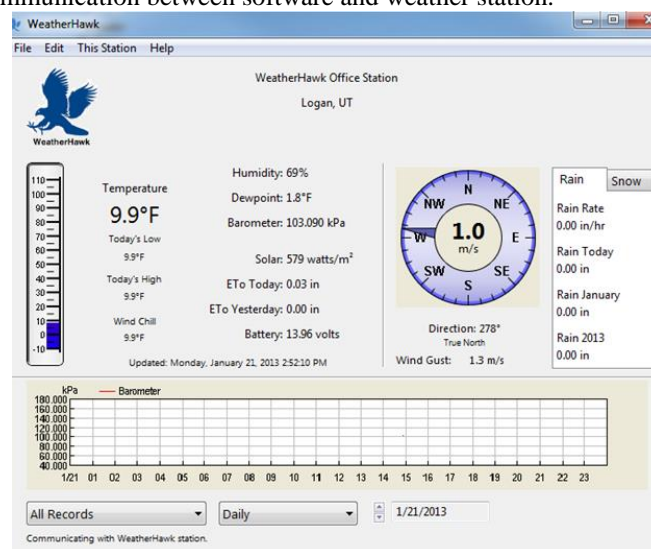 mmunication between software and weather station.
WeatherHawk
File Edit This Station Help
WeatherHawk
WeatherHawk Office Station
Logan, UT
110
100
90
80
70
60
50
40
30
20
10
0
-10
Temperature
9.9°F
Today's Low
9.9°F
Today's High
9.9°F
Wind Chill
9.9°F
Humidity: 69%
Dewpoint: 1.8°F
Barometer: 103.090 kPa
Solar: 579 watts/m²
ETo Today: 0.03 in
ETo Yesterday: 0.00 in
Battery: 13.96 volts
Updated: Monday, January 21, 2013 2:52:10 PM
N
NW NE
W E
SW SE
S
1.0
m/s
Direction: 278°
True North
Wind Gust: 1.3 m/s
Rain Snow
Rain Rate
0.00 in/hr
Rain Today
0.00 in
Rain January
0.00 in
Rain 2013
0.00 in
kPa Barometer
180.000
160.000
140.000
120.000
100.000
80.000
60.000
40.000
1/21 01 02 03 04 05 06 07 08 09 10 11 12 13 14 15 16 17 18 19 20 21 22 23
All Records Daily 1/21/2013
Communicating with WeatherHawk station.